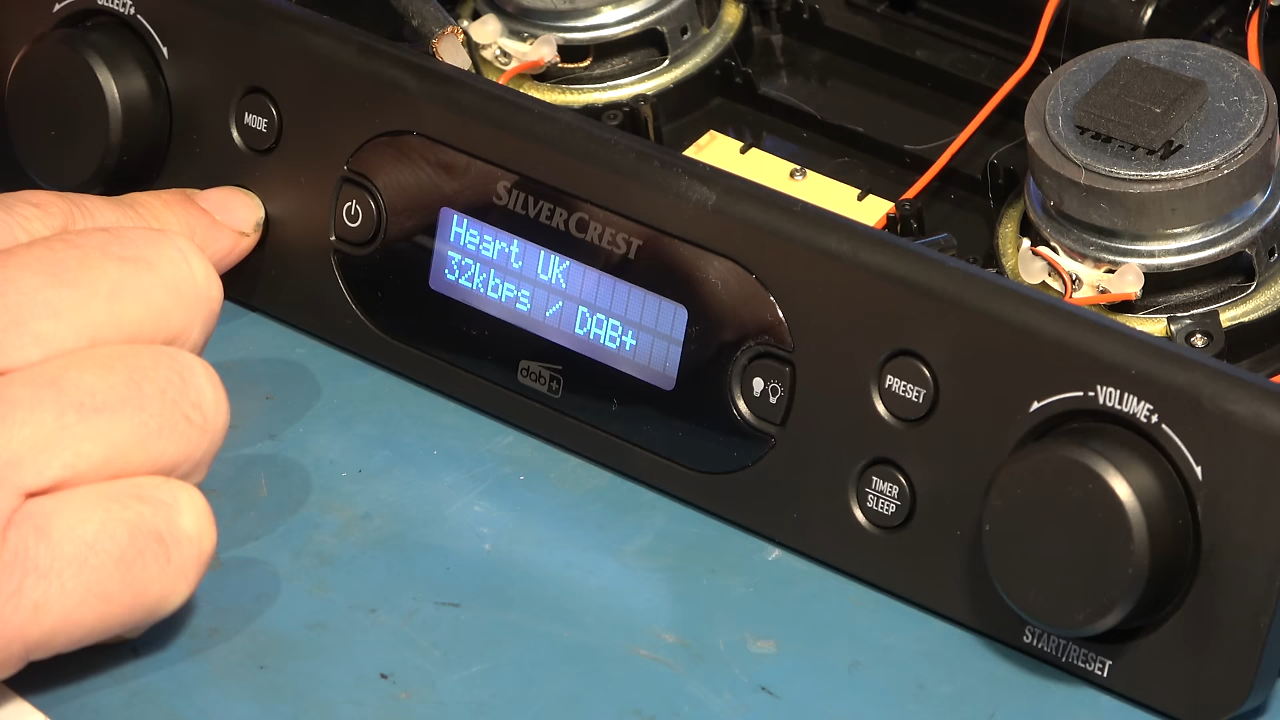 SELECT+
MODE
SILVERCREST
Heart UK
32kbps / DAB+
dab+
PRESET
TIMER
SLEEP
-VOLUME+
START/RESET